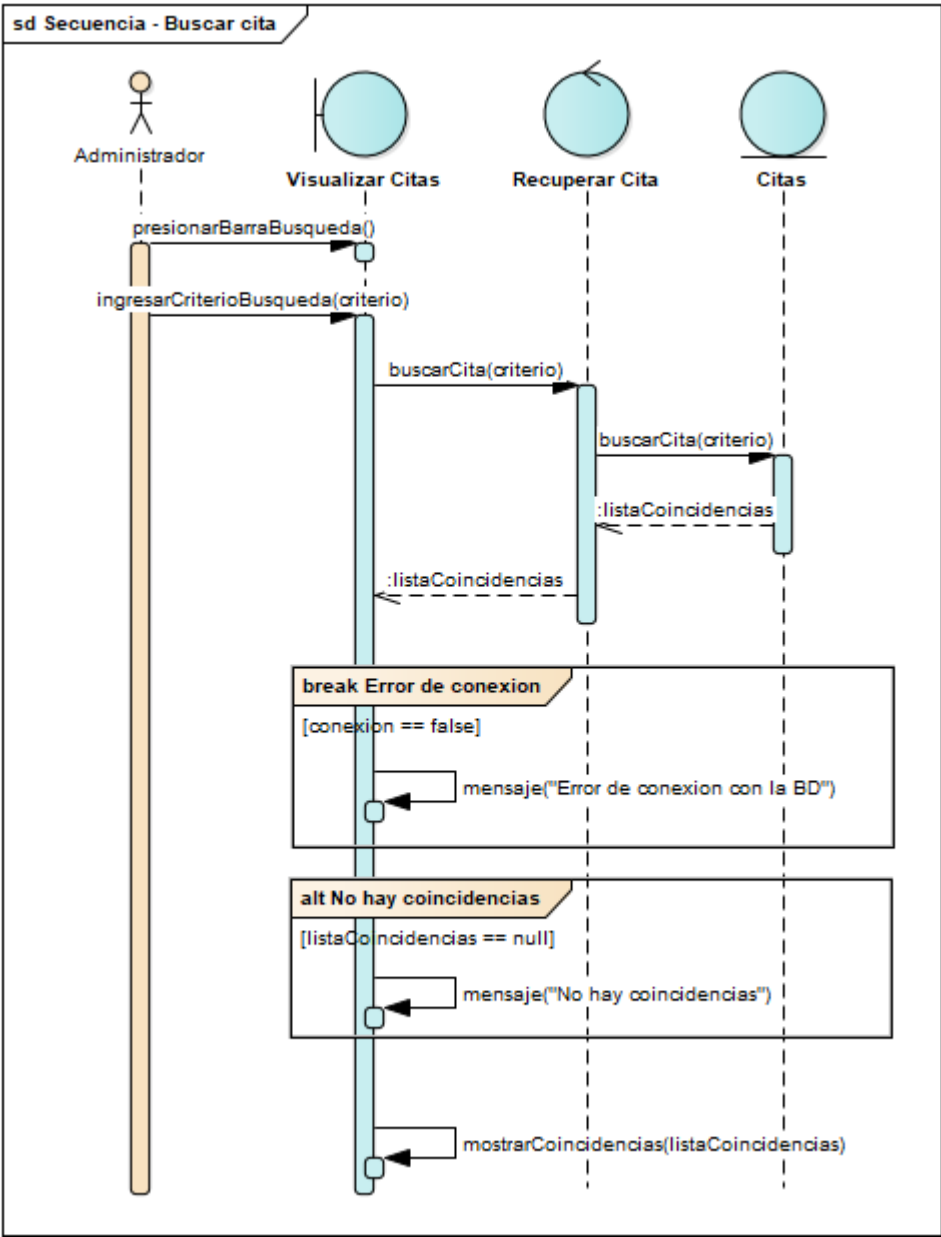 sd Secuencia - Buscar cita
Administrador
Visualizar Citas
Recuperar Cita
Citas
presionarBarraBusqueda()
ingresarCriterioBusqueda(criterio)
buscarCita(criterio)
buscarCita(criterio)
:listaCoincidencias
:listaCoincidencias
break Error de conexion
[conexion == false]
mensaje("Error de conexion con la BD")
alt No hay coincidencias
[listaCoincidencias == null]
mensaje("No hay coincidencias")
mostrarCoincidencias(listaCoincidencias)